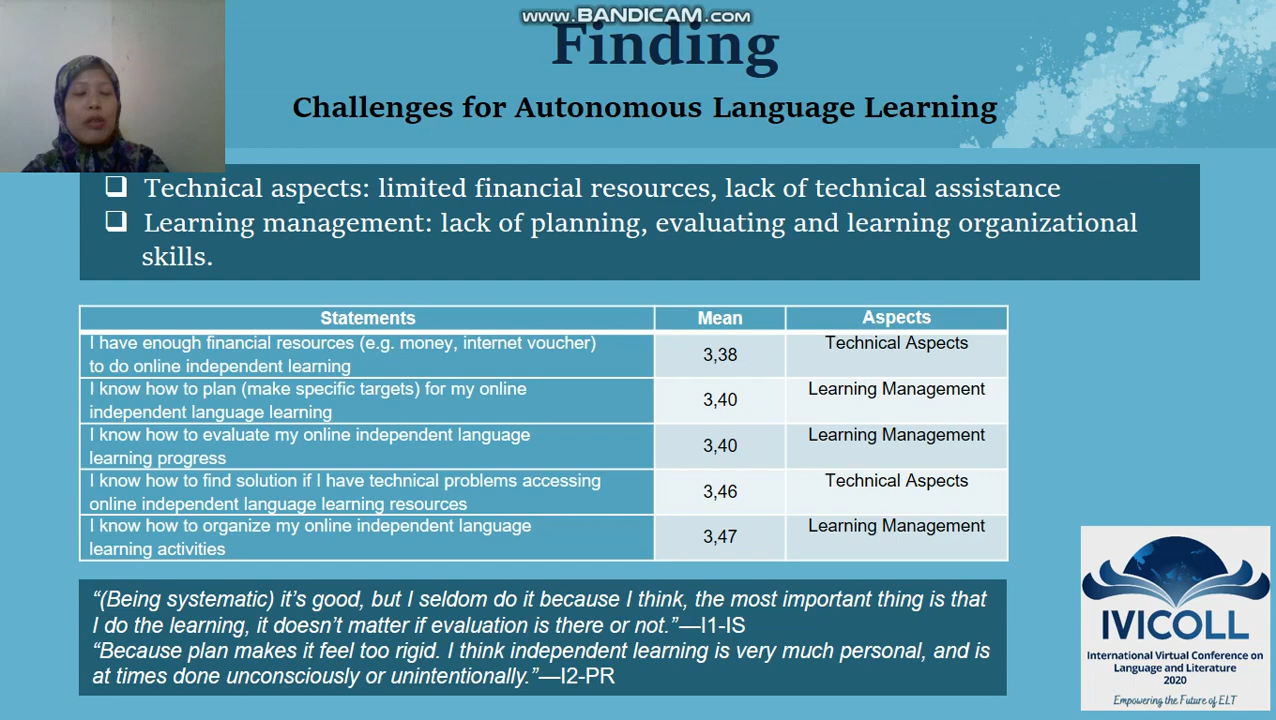 www.BANDICAM.com
Finding
Challenges for Autonomous Language Learning
Technical aspects: limited financial resources, lack of technical assistance
Learning management: lack of planning, evaluating and learning organizational
skills.
Statements Mean Aspects
I have enough financial resources (e.g. money, internet voucher)
to do online independent learning
3,38 Technical Aspects
I know how to plan (make specific targets) for my online
independent language learning
3,40 Learning Management
I know how to evaluate my online independent language
learning progress
3,40 Learning Management
I know how to find solution if I have technical problems accessing
online independent language learning resources
3,46 Technical Aspects
I know how to organize my online independent language
learning activities
3,47 Learning Management
“(Being systematic) it’s good, but I seldom do it because I think, the most important thing is that
I do the learning, it doesn’t matter if evaluation is there or not.”—I1-IS
“Because plan makes it feel too rigid. I think independent learning is very much personal, and is
at times done unconsciously or unintentionally.”—I2-PR
IVICOLL
International Virtual Conference on
Language and Literature
2020
Empowering the Future of ELT